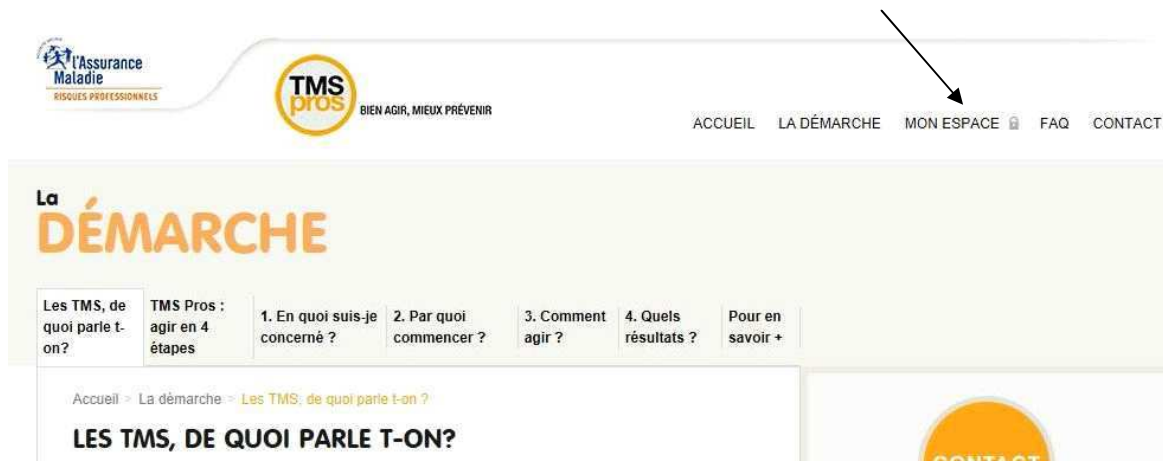 l'Assurance
Maladie
RISQUES PROFESSIONNELS
TMS
pros
BIEN AGIR, MIEUX PRÉVENIR
ACCUEIL LA DÉMARCHE MON ESPACE FAQ CONTACT
La
DÉMARCHE
Les TMS, de
quoi parle t-
on?
TMS Pros :
agir en 4
étapes
1. En quoi suis-je
concerné ?
2. Par quoi
commencer ?
3. Comment
agir ?
4. Quels
résultats ?
Pour en
savoir +
Accueil > La démarche > Les TMS, de quoi parle t-on ?
LES TMS, DE QUOI PARLE T-ON?
CONTACT